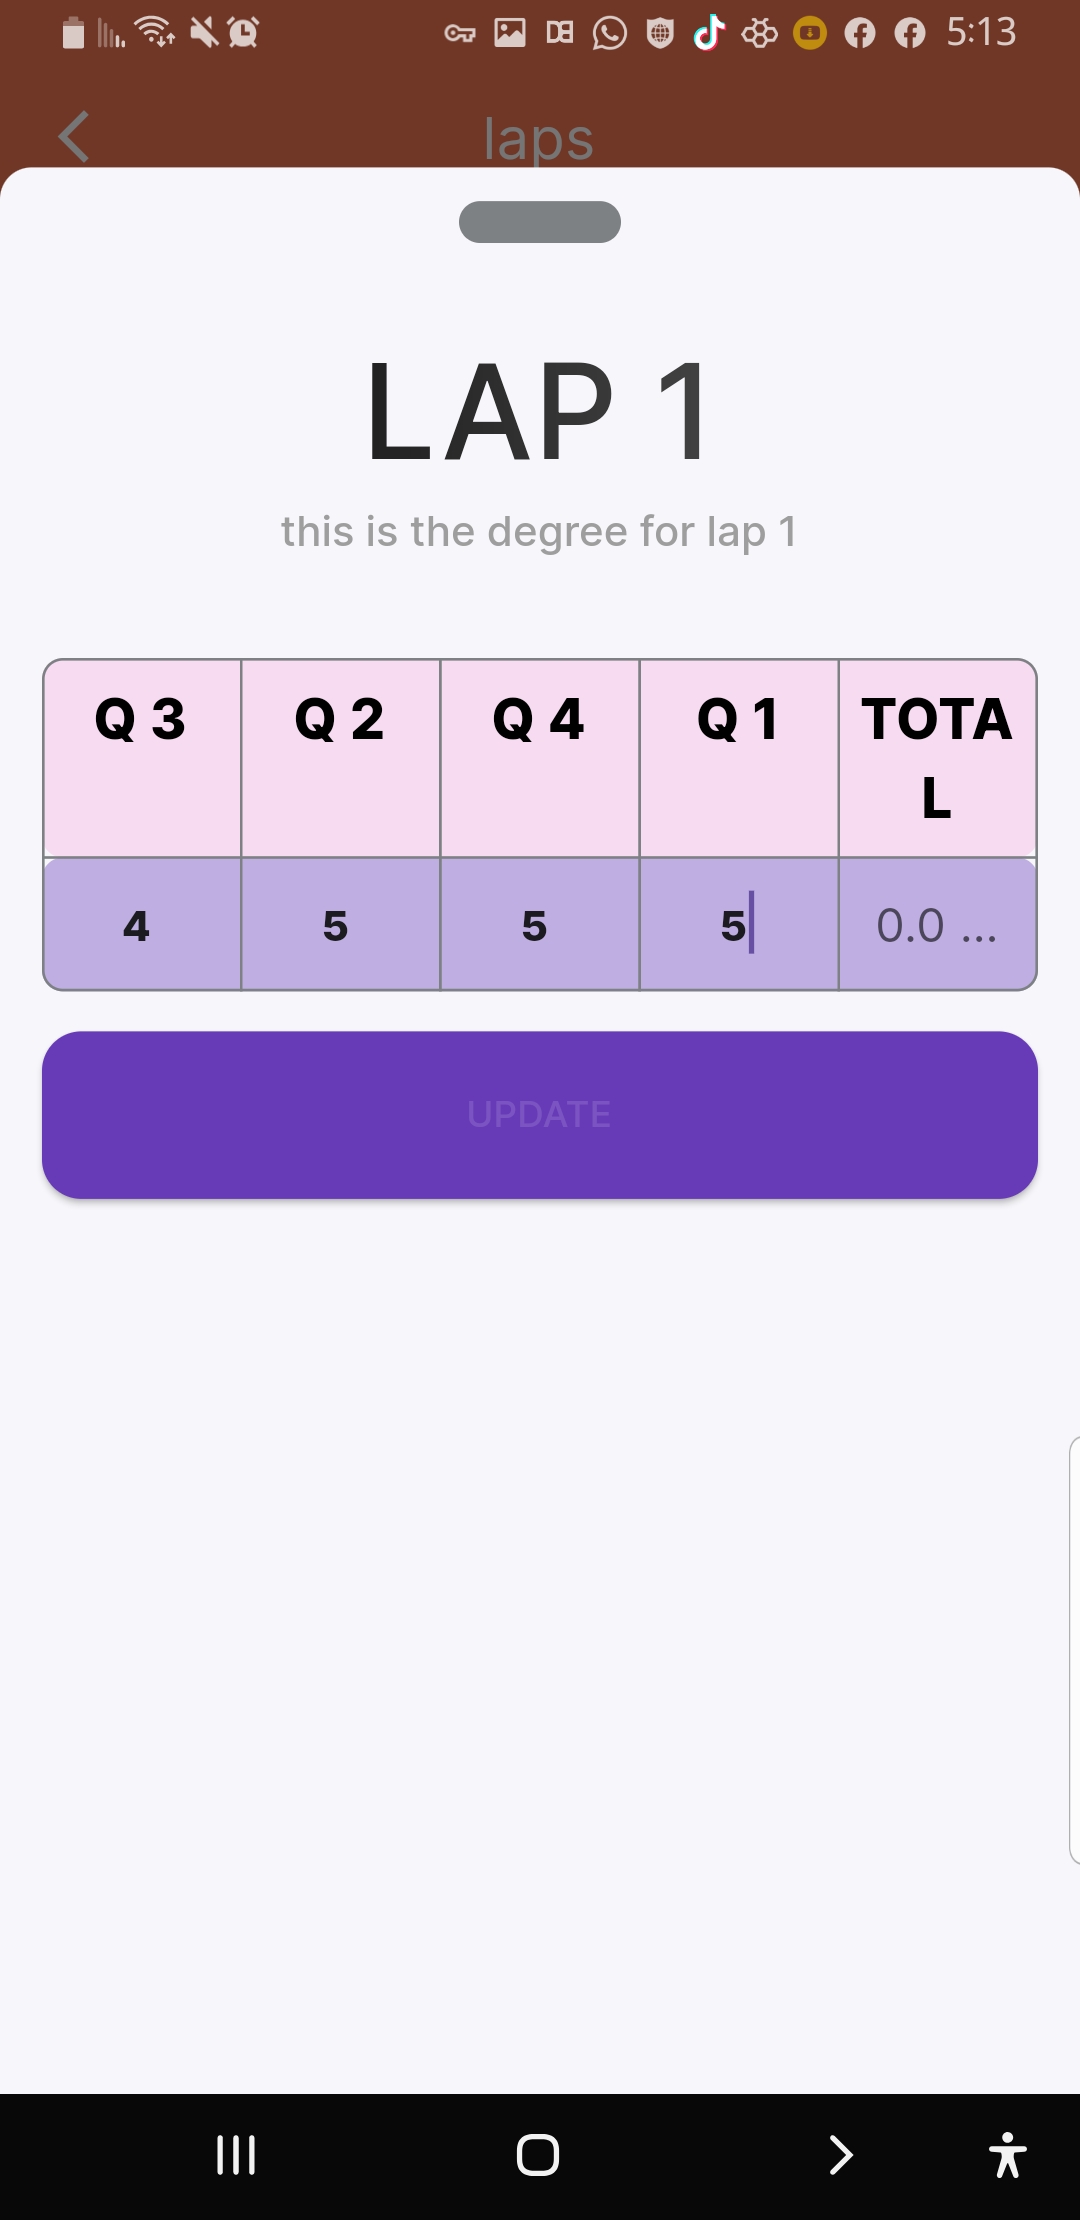 5:13
laps
LAP 1
this is the degree for lap 1
Q 3 Q 2 Q 4 Q 1 TOTA
L
4 5 5 5 0.0 ...
UPDATE